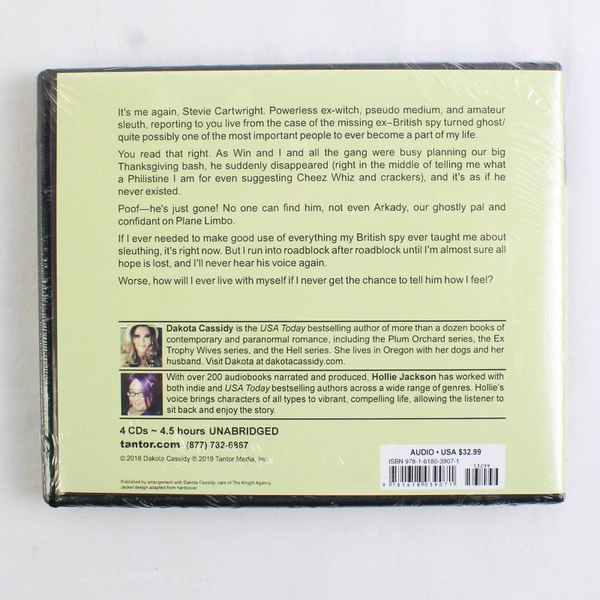 It's me again, Stevie Cartwright. Powerless ex-witch, pseudo medium, and amateur
sleuth, reporting to you live from the case of the missing ex–British spy turned ghost/
quite possibly one of the most important people to ever become a part of my life.
You read that right. As Win and I and all the gang were busy planning our big
Thanksgiving bash, he suddenly disappeared (right in the middle of telling me what
a Philistine I am for even suggesting Cheez Whiz and crackers), and it's as if he
never existed.
Poof—he's just gone! No one can find him, not even Arkady, our ghostly pal and
confidant on Plane Limbo.
If I ever needed to make good use of everything my British spy ever taught me about
sleuthing, it's right now. But I run into roadblock after roadblock until I'm almost sure all
hope is lost, and I'll never hear his voice again.
Worse, how will I ever live with myself if I never get the chance to tell him how I feel?
Dakota Cassidy is the USA Today bestselling author of more than a dozen books of
contemporary and paranormal romance, including the Plum Orchard series, the Ex
Trophy Wives series, and the Hell series. She lives in Oregon with her dogs and her
husband. Visit Dakota at dakotacassidy.com.
With over 200 audiobooks narrated and produced, Hollie Jackson has worked with
both indie and USA Today bestselling authors across a wide range of genres. Hollie's
voice brings characters of all types to vibrant, compelling life, allowing the listener to
sit back and enjoy the story.
4 CDs ~ 4.5 hours UNABRIDGED
tantor.com (877) 782-6867
© 2018 Dakota Cassidy ℗ 2019 Tantor Media, Inc.
Published by arrangement with Dakota Cassidy, care of The Knight Agency
Jacket design adapted from hardcover.
AUDIO • USA $32.99
ISBN 978-1-6180-3907-1
53299
9 781618 039071